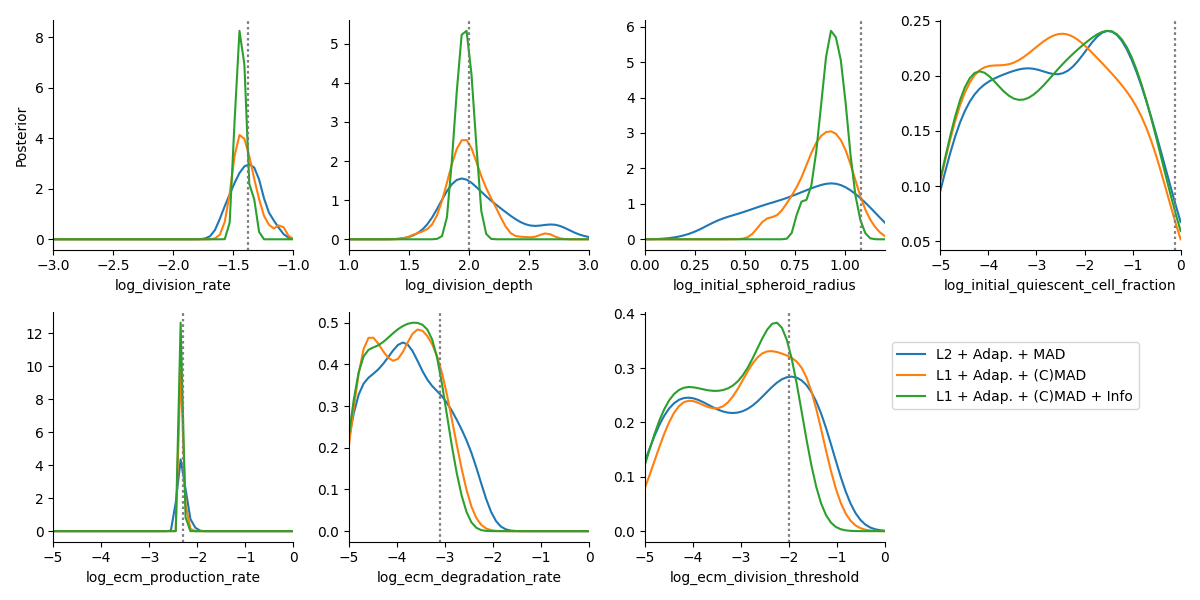 Posterior
8
6
4
2
0
−3.0 −2.5 −2.0 −1.5 −1.0
log_division_rate
5
4
3
2
1
0
1.0 1.5 2.0 2.5 3.0
log_division_depth
6
5
4
3
2
1
0
0.00 0.25 0.50 0.75 1.00
log_initial_spheroid_radius
0.25
0.20
0.15
0.10
0.05
−5 −4 −3 −2 −1 0
log_initial_quiescent_cell_fraction
12
10
8
6
4
2
0
−5 −4 −3 −2 −1 0
log_ecm_production_rate
0.5
0.4
0.3
0.2
0.1
0.0
−5 −4 −3 −2 −1 0
log_ecm_degradation_rate
0.4
0.3
0.2
0.1
0.0
−5 −4 −3 −2 −1 0
log_ecm_division_threshold
L2 + Adap. + MAD
L1 + Adap. + (C)MAD
L1 + Adap. + (C)MAD + Info